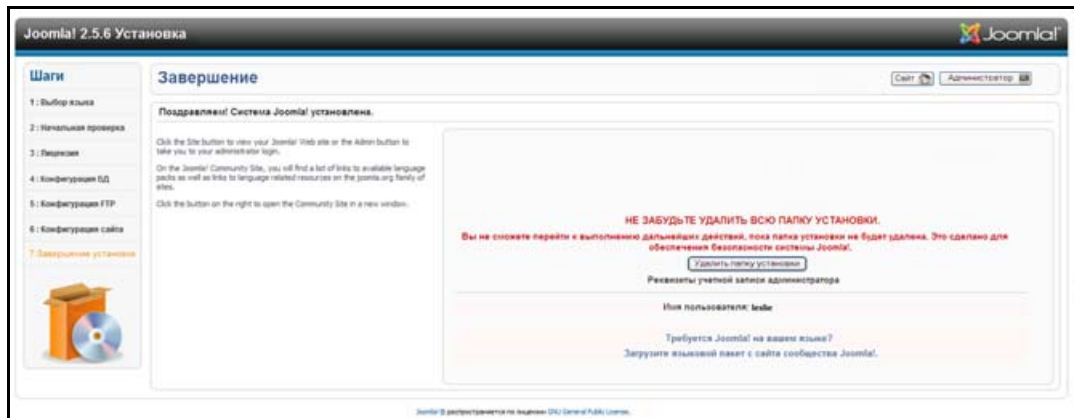 Joomla! 2.5.6 Установка
Joomla!
Шаги
1 : Выбор языка
2 : Начальная проверка
3 : Лицензия
4 : Конфигурация БД
5 : Конфигурация FTP
6 : Конфигурация сайта
7 :Завершение установки
Завершение
Сайт
Администратор
Поздравляем! Система Joomla! установлена.
Click the Site button to view your Joomla! Web site or the Admin button to
take you to your administrator login.
On the Joomla! Community Site, you will find a list of links to available language
packs as well as links to language related resources on the joomla.org family of
sites.
Click the button on the right to open the Community Site in a new window.
НЕ ЗАБУДЬТЕ УДАЛИТЬ ВСЮ ПАПКУ УСТАНОВКИ.
Вы не сможете перейти к выполнению дальнейших действий, пока папка установки не будет удалена. Это сделано для
обеспечения безопасности системы Joomla!.
Удалить папку установки
Реквизиты учетной записи администратора
Имя пользователя: leslie
Требуется Joomla! на вашем языке?
Загрузите языковой пакет с сайта сообщества Joomla!.
Joomla! ® распространяется по лицензии GNU General Public License.